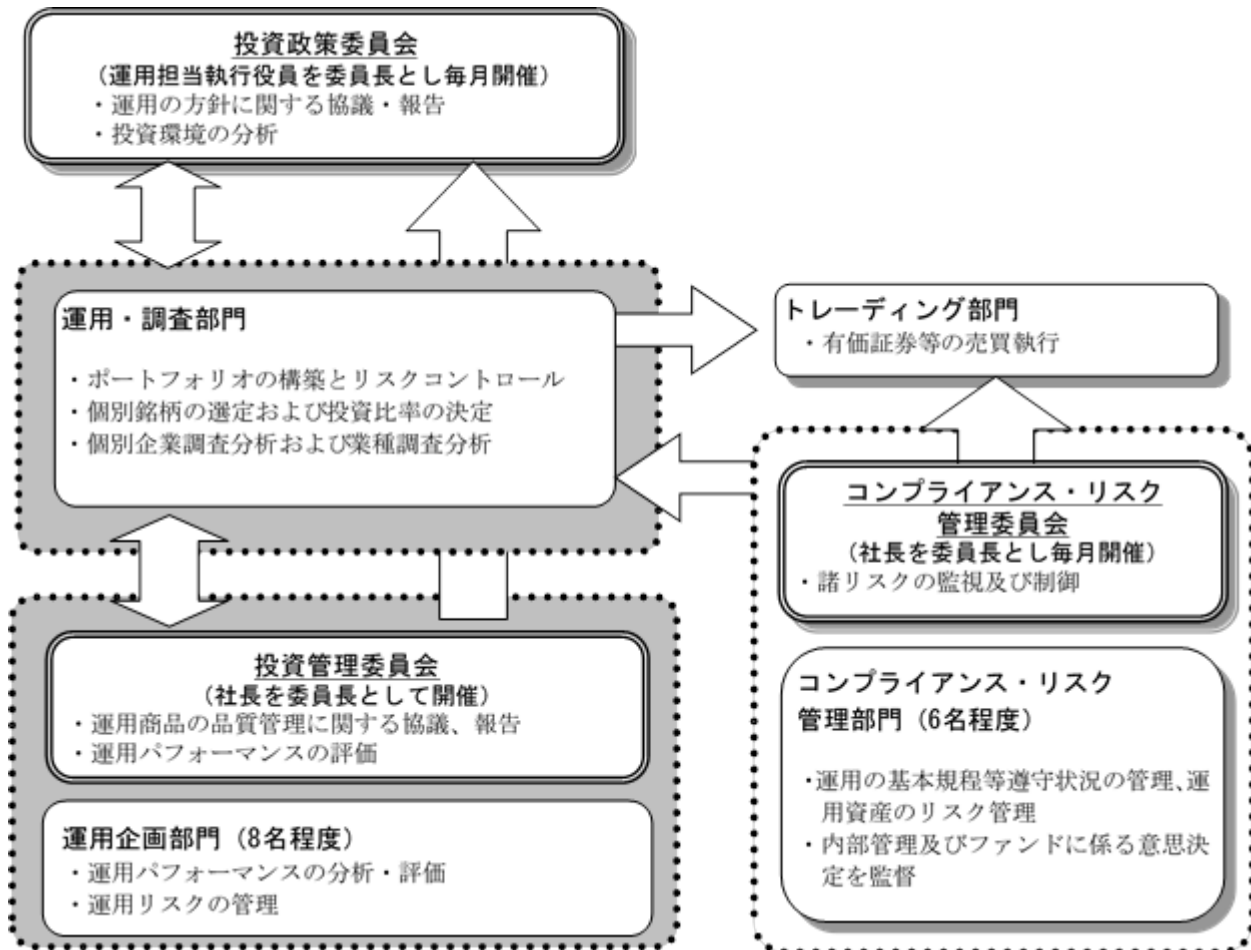 投資政策委員会
（運用担当執行役員を委員長とし毎月開催）
・運用の方針に関する協議・報告
・投資環境の分析
運用・調査部門
・ポートフォリオの構築とリスクコントロール
・個別銘柄の選定および投資比率の決定
・個別企業調査分析および業種調査分析
トレーディング部門
・有価証券等の売買執行
コンプライアンス・リスク
管理委員会
（社長を委員長とし毎月開催）
・諸リスクの監視及び制御
投資管理委員会
（社長を委員長として開催）
・運用商品の品質管理に関する協議、報告
・運用パフォーマンスの評価
運用企画部門（8名程度）
・運用パフォーマンスの分析・評価
・運用リスクの管理
コンプライアンス・リスク
管理部門（6名程度）
・運用の基本規程等遵守状況の管理、運
用資産のリスク管理
・内部管理及びファンドに係る意思決
定を監督